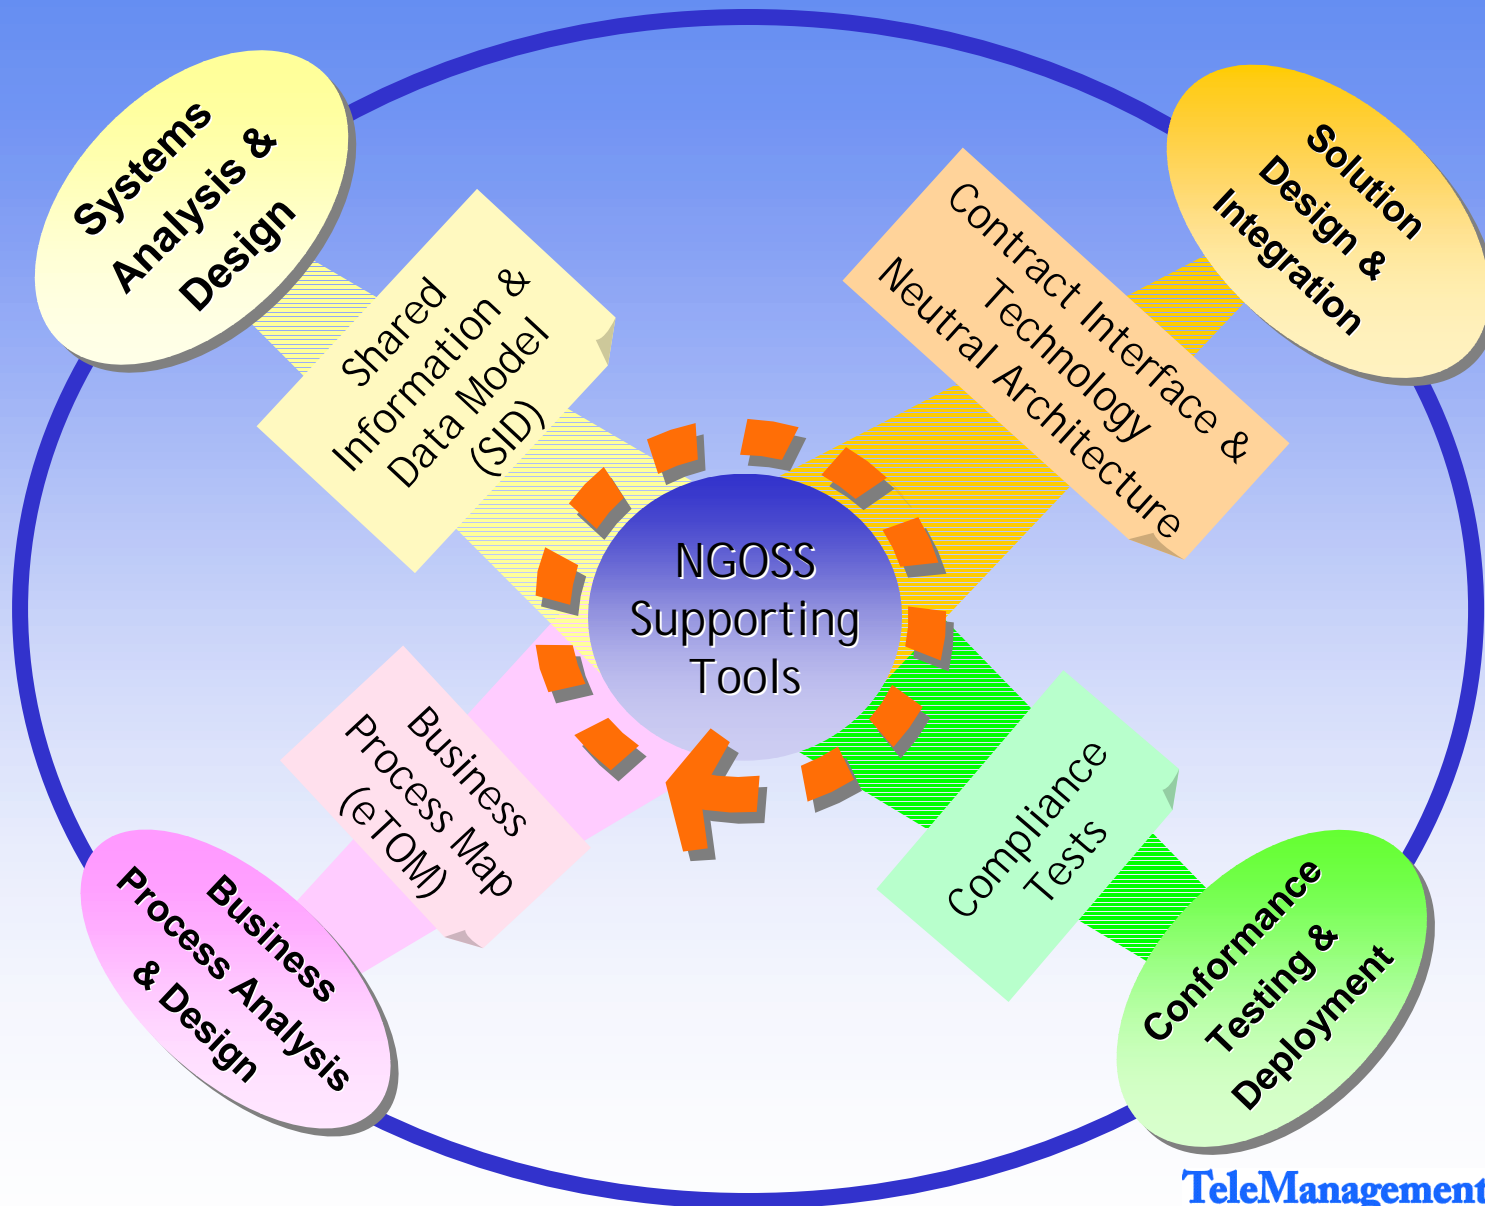 Systems
Analysis &
Design
Solution
Design &
Integration
Shared
Information &
Data Model
(SID)
Contract Interface &
Technology
Neutral Architecture
NGOSS
Supporting
Tools
Business
Process Map
(eTOM)
Compliance
Tests
Business
Process Analysis
& Design
Conformance
Testing &
Deployment
TeleManagement